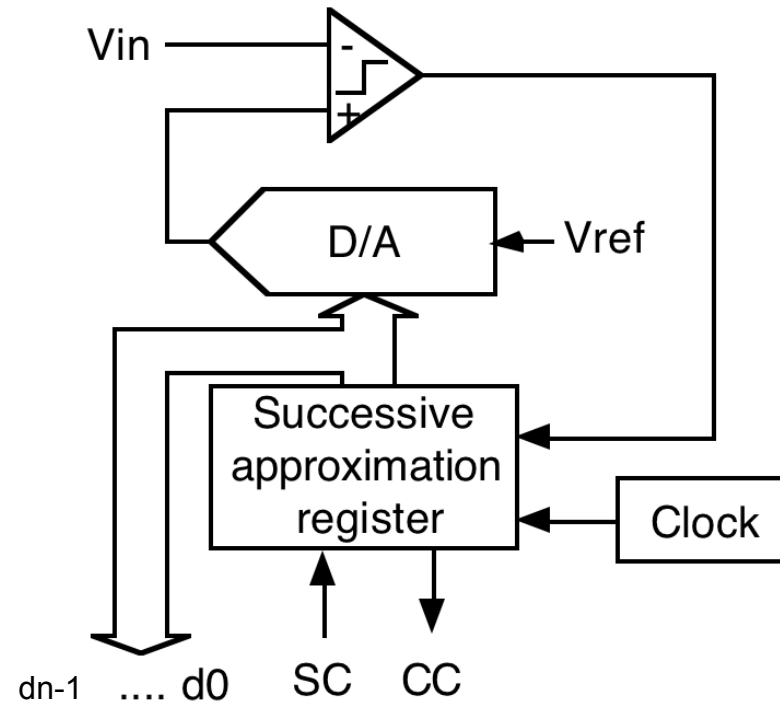 Vin
-
+
D/A
Vref
Successive
approximation
register
Clock
dn-1 .... d0
SC
CC